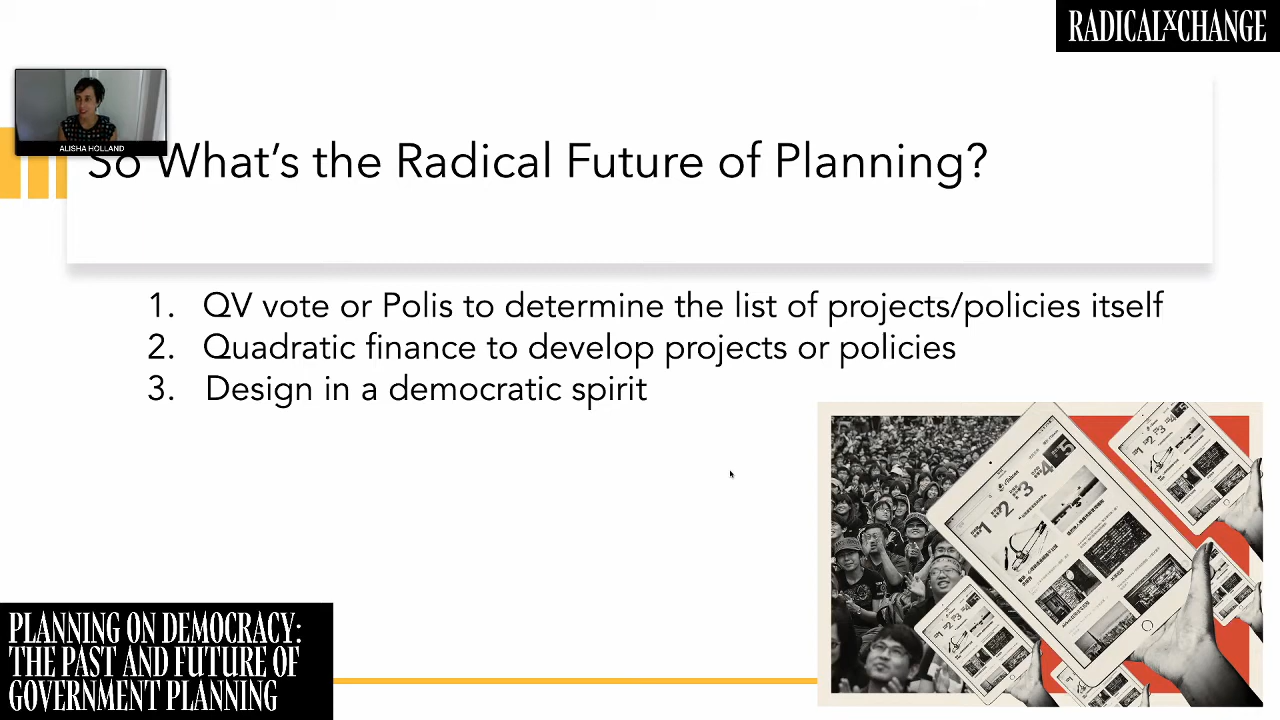 RADICALXCHANGE
ALISHA HOLLAND
So What's the Radical Future of Planning?
1. QV vote or Polis to determine the list of projects/policies itself
2. Quadratic finance to develop projects or policies
3. Design in a democratic spirit
PLANNING ON DEMOCRACY:
THE PAST AND FUTURE OF
GOVERNMENT PLANNING